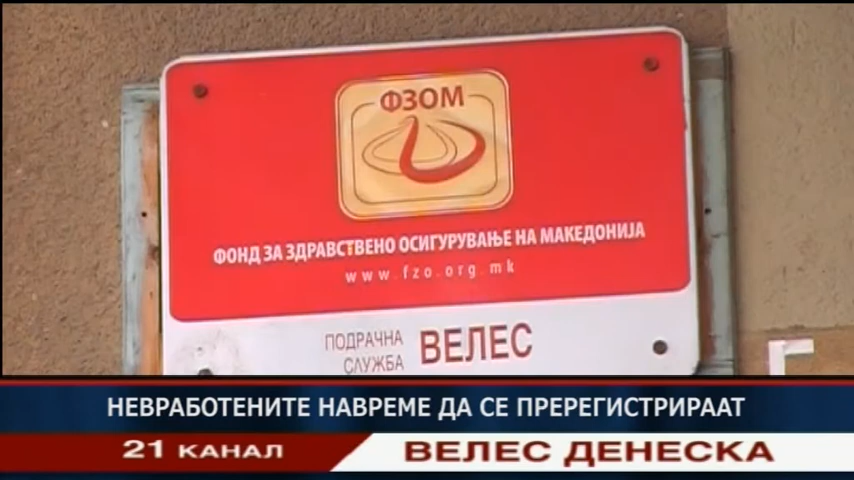 ФЗОМ
ФОНД ЗА ЗДРАВСТВЕНО ОСИГУРУВАЊЕ НА МАКЕДОНИЈА
www.fzo.org.mk
ПОДРАЧНА
СЛУЖБА
ВЕЛЕС
НЕВРАБОТЕНИТЕ НАВРЕМЕ ДА СЕ ПРЕРЕГИСТРИРААТ
21 КАНАЛ
ВЕЛЕС ДЕНЕСКА